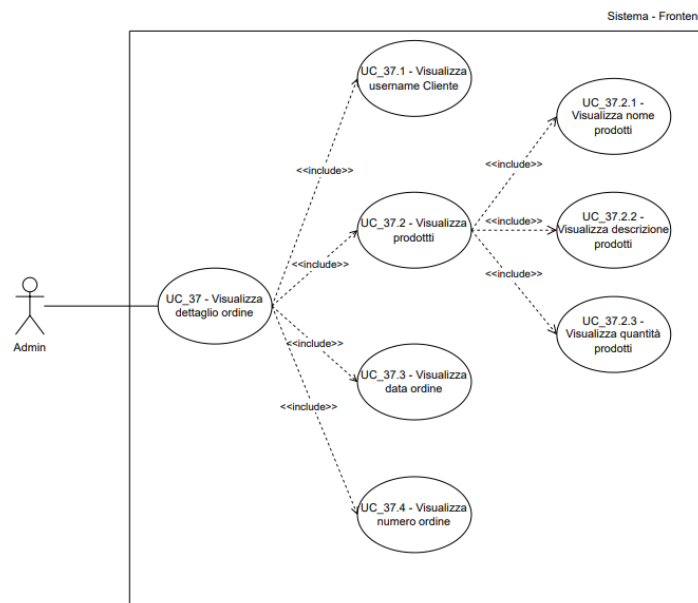 Sistema - Fronten
UC_37.1 - Visualizza
username Cliente
UC_37.2.1 -
Visualizza nome
prodotti
<<include>>
<<include>>
UC_37.2 - Visualizza
prodottti
<<include>>
UC_37.2.2 -
Visualizza descrizione
prodotti
<<include>>
<<include>>
UC_37 - Visualizza
dettaglio ordine
Admin
UC_37.2.3 -
Visualizza quantità
prodotti
<<include>>
UC_37.3 - Visualizza
data ordine
<<include>>
UC_37.4 - Visualizza
numero ordine